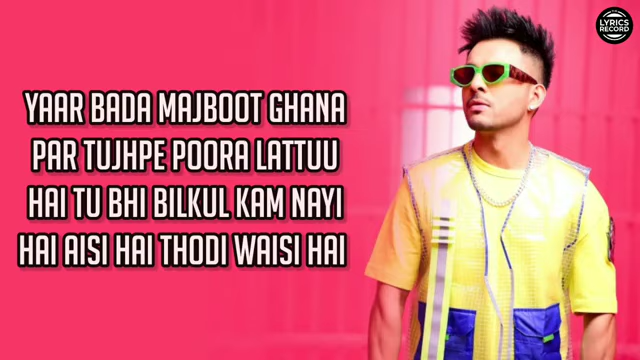 YAAR BADA MAJBOOT GHANA
PAR TUJHPE POORA LATTUU
HAI TU BHI BILKUL KAM NAYI
HAI AISI HAI THODI WAISI HAI
LYRICS
RECORD